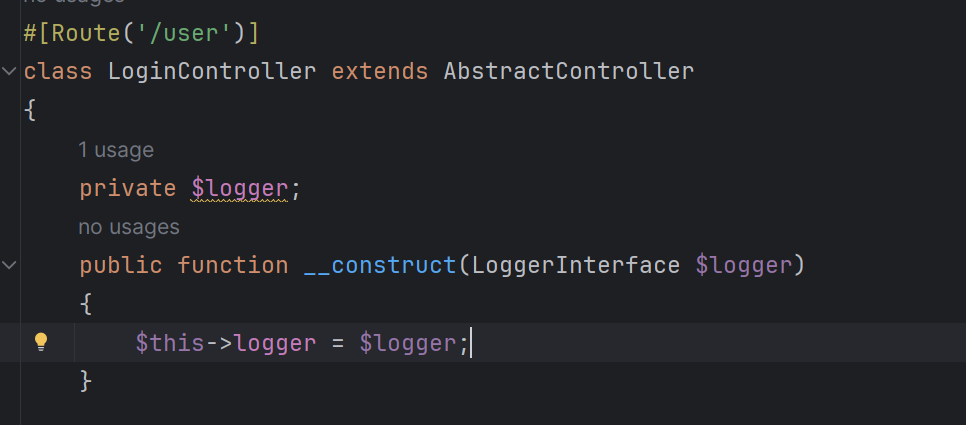 no usages
#[Route('/user')]
class LoginController extends AbstractController
{
1 usage
private $logger;
no usages
public function __construct(LoggerInterface $logger)
{
$this->logger = $logger;
}